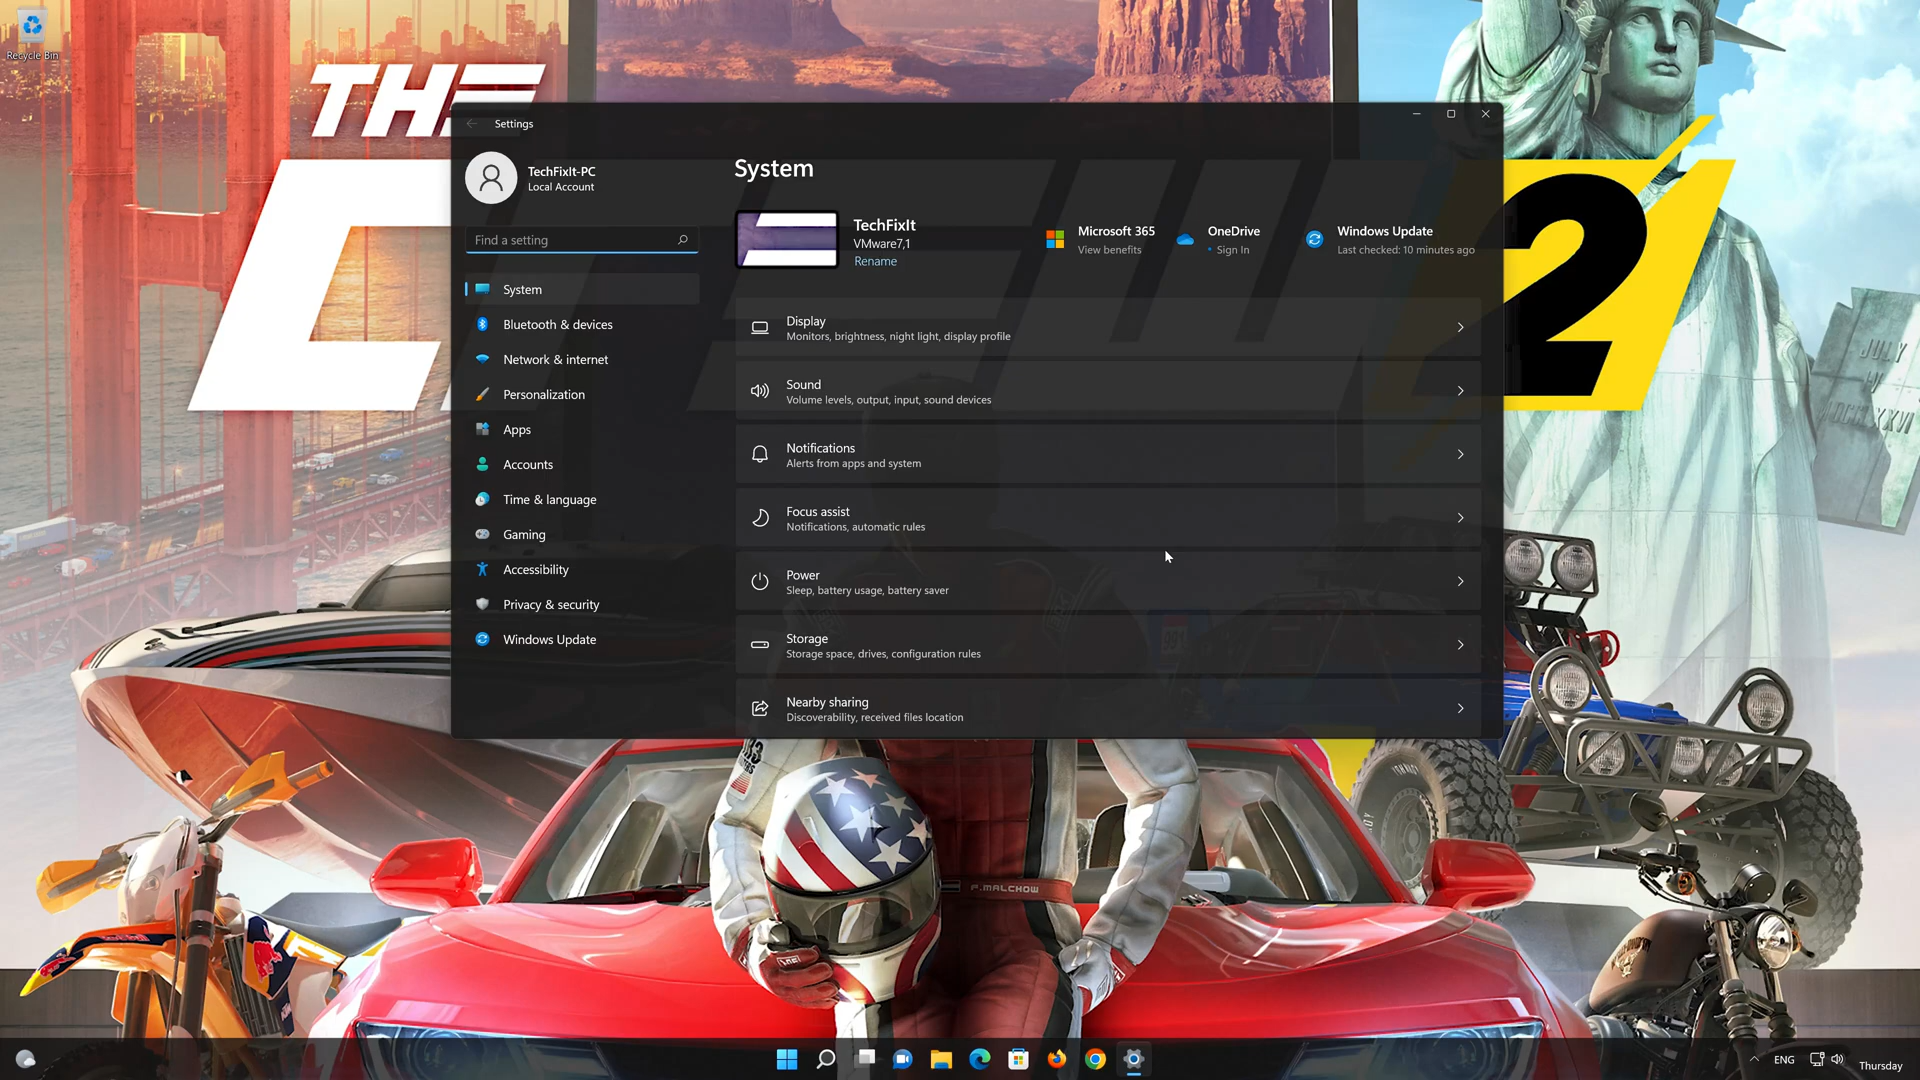 Recycle Bin
THE
2
JULY
Settings
TechFixIt-PC
Local Account
Find a setting
System
Bluetooth & devices
Network & internet
Personalization
Apps
Accounts
Time & language
Gaming
Accessibility
Privacy & security
Windows Update
System
TechFixIt
VMware7,1
Rename
Microsoft 365
View benefits
OneDrive
• Sign In
Windows Update
Last checked: 10 minutes ago
Display
Monitors, brightness, night light, display profile
Sound
Volume levels, output, input, sound devices
Notifications
Alerts from apps and system
Focus assist
Notifications, automatic rules
Power
Sleep, battery usage, battery saver
Storage
Storage space, drives, configuration rules
Nearby sharing
Discoverability, received files location
P.MALCHOW
ENG
Thursday